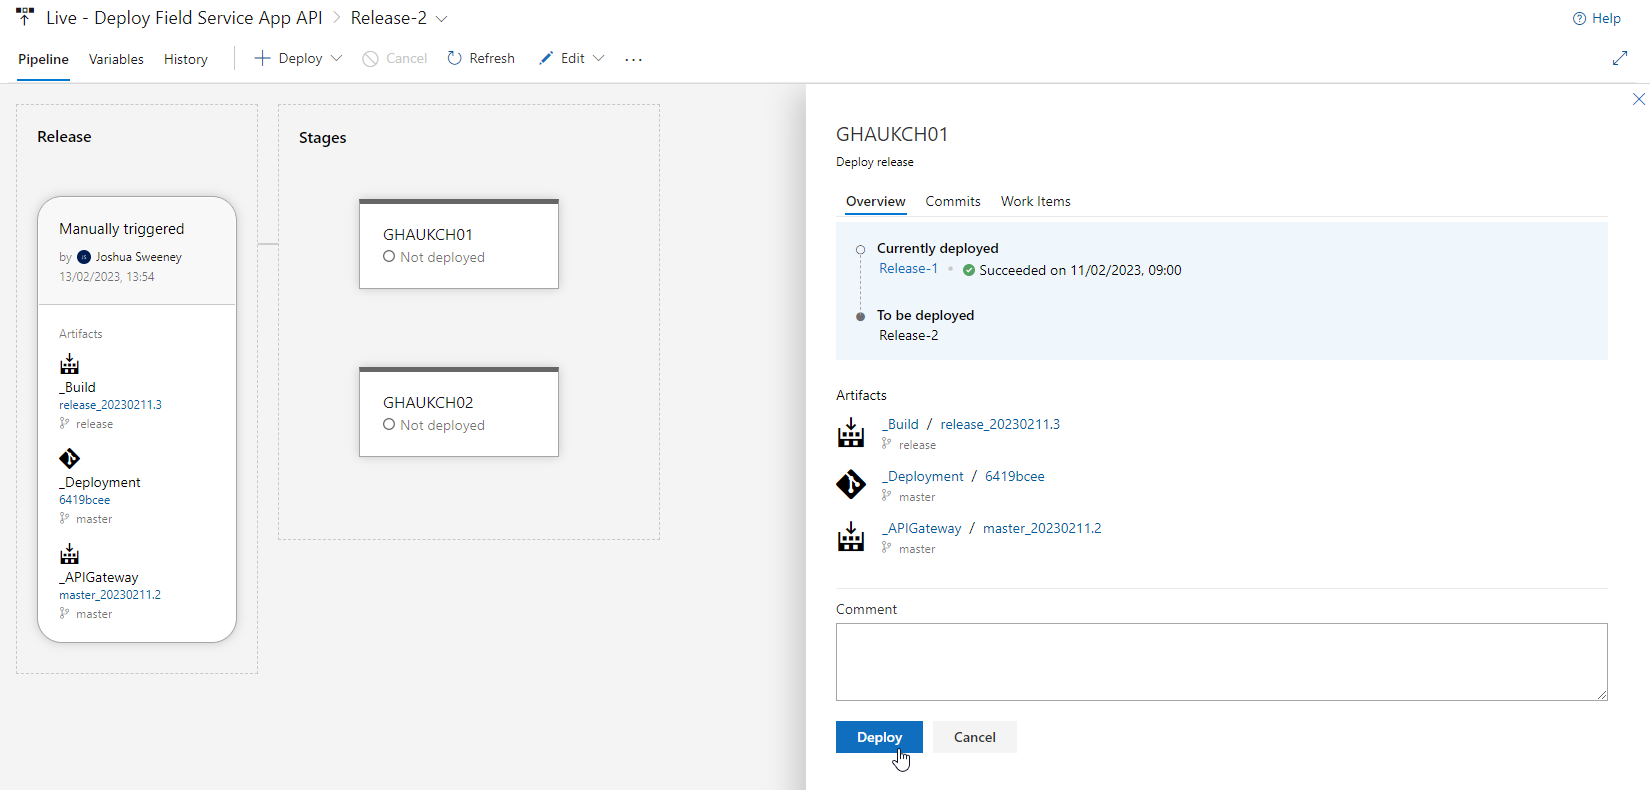 Live - Deploy Field Service App API > Release-2
Help
Pipeline Variables History Deploy Cancel Refresh Edit ...
Release
Manually triggered
by JS Joshua Sweeney
13/02/2023, 13:54
Artifacts
_Build
release_20230211.3
release
_Deployment
6419bcee
master
_APIGateway
master_20230211.2
master
Stages
GHAUKCH01
Not deployed
GHAUKCH02
Not deployed
GHAUKCH01
Deploy release
Overview Commits Work Items
Currently deployed
Release-1 • Succeeded on 11/02/2023, 09:00
To be deployed
Release-2
Artifacts
_Build / release_20230211.3
release
_Deployment / 6419bcee
master
_APIGateway / master_20230211.2
master
Comment
Deploy Cancel